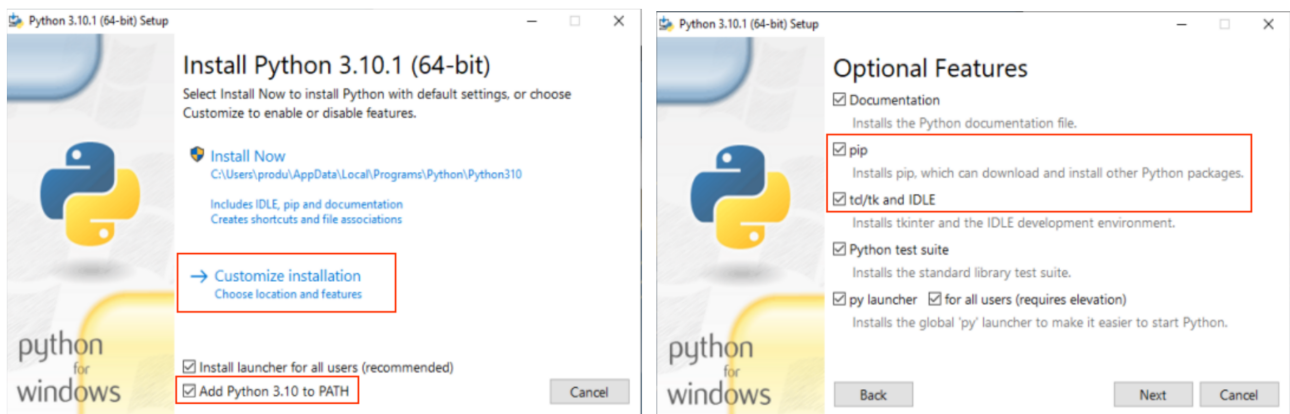 Python 3.10.1 (64-bit) Setup
Install Python 3.10.1 (64-bit)
Select Install Now to install Python with default settings, or choose
Customize to enable or disable features.
Install Now
C:\Users\produ\AppData\Local\Programs\Python\Python310
Includes IDLE, pip and documentation
Creates shortcuts and file associations
→ Customize installation
Choose location and features
Install launcher for all users (recommended)
Add Python 3.10 to PATH
Cancel
python
for
windows
Python 3.10.1 (64-bit) Setup
Optional Features
Documentation
Installs the Python documentation file.
pip
Installs pip, which can download and install other Python packages.
tcl/tk and IDLE
Installs tkinter and the IDLE development environment.
Python test suite
Installs the standard library test suite.
py launcher for all users (requires elevation)
Installs the global 'py' launcher to make it easier to start Python.
Back
Next
Cancel
python
for
windows